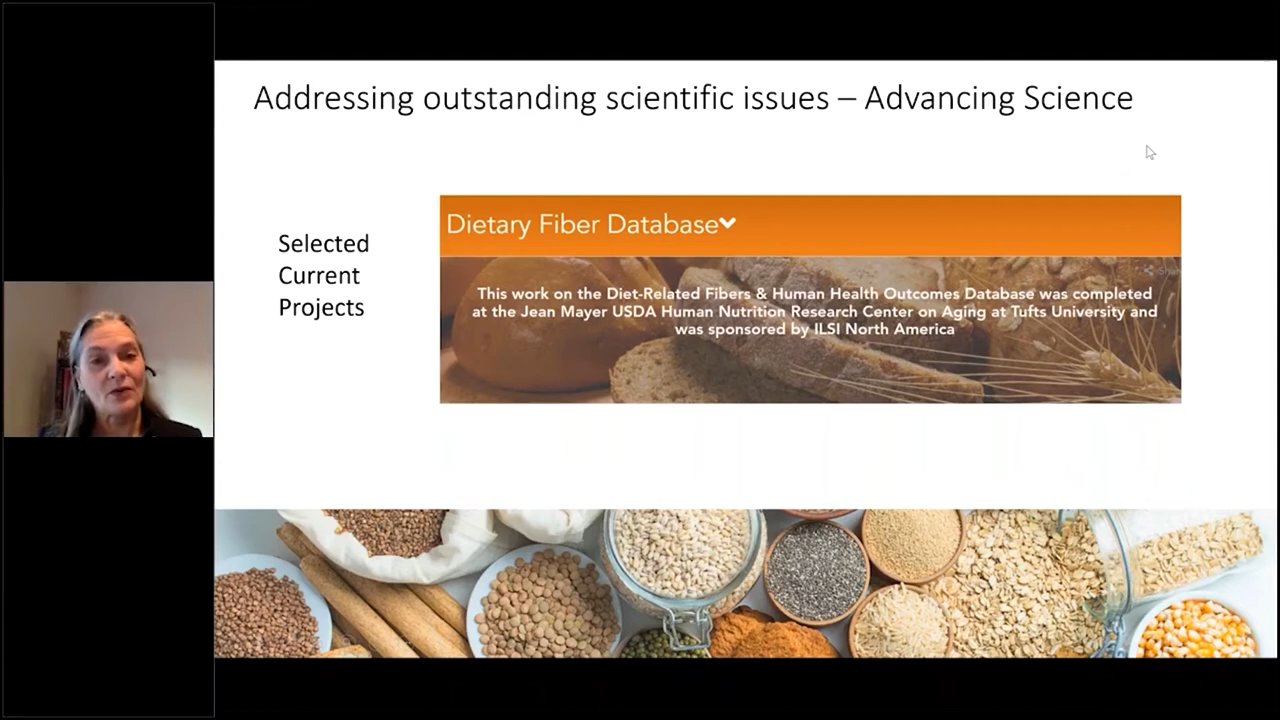 Addressing outstanding scientific issues – Advancing Science
Selected
Current
Projects
Dietary Fiber Database
This work on the Diet-Related Fibers & Human Health Outcomes Database was completed
at the Jean Mayer USDA Human Nutrition Research Center on Aging at Tufts University and
was sponsored by ILSI North America